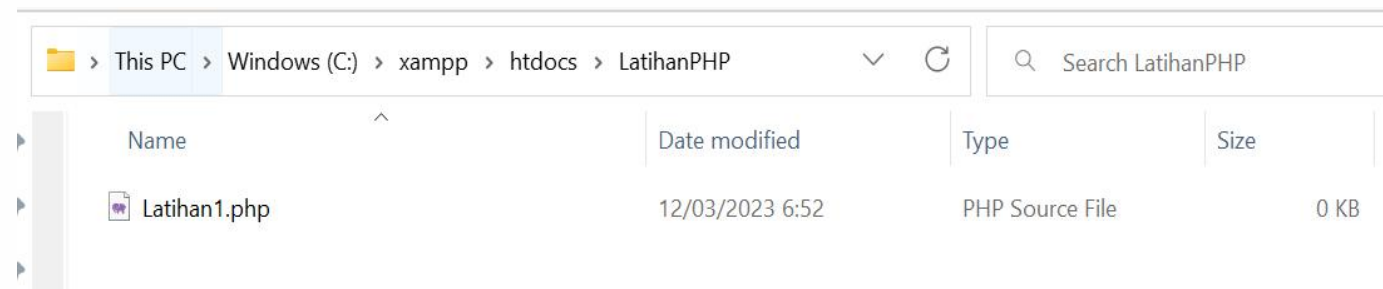 This PC > Windows (C:) > xampp > htdocs > LatihanPHP
Search LatihanPHP
Name Date modified Type Size
Latihan1.php 12/03/2023 6:52 PHP Source File 0 KB